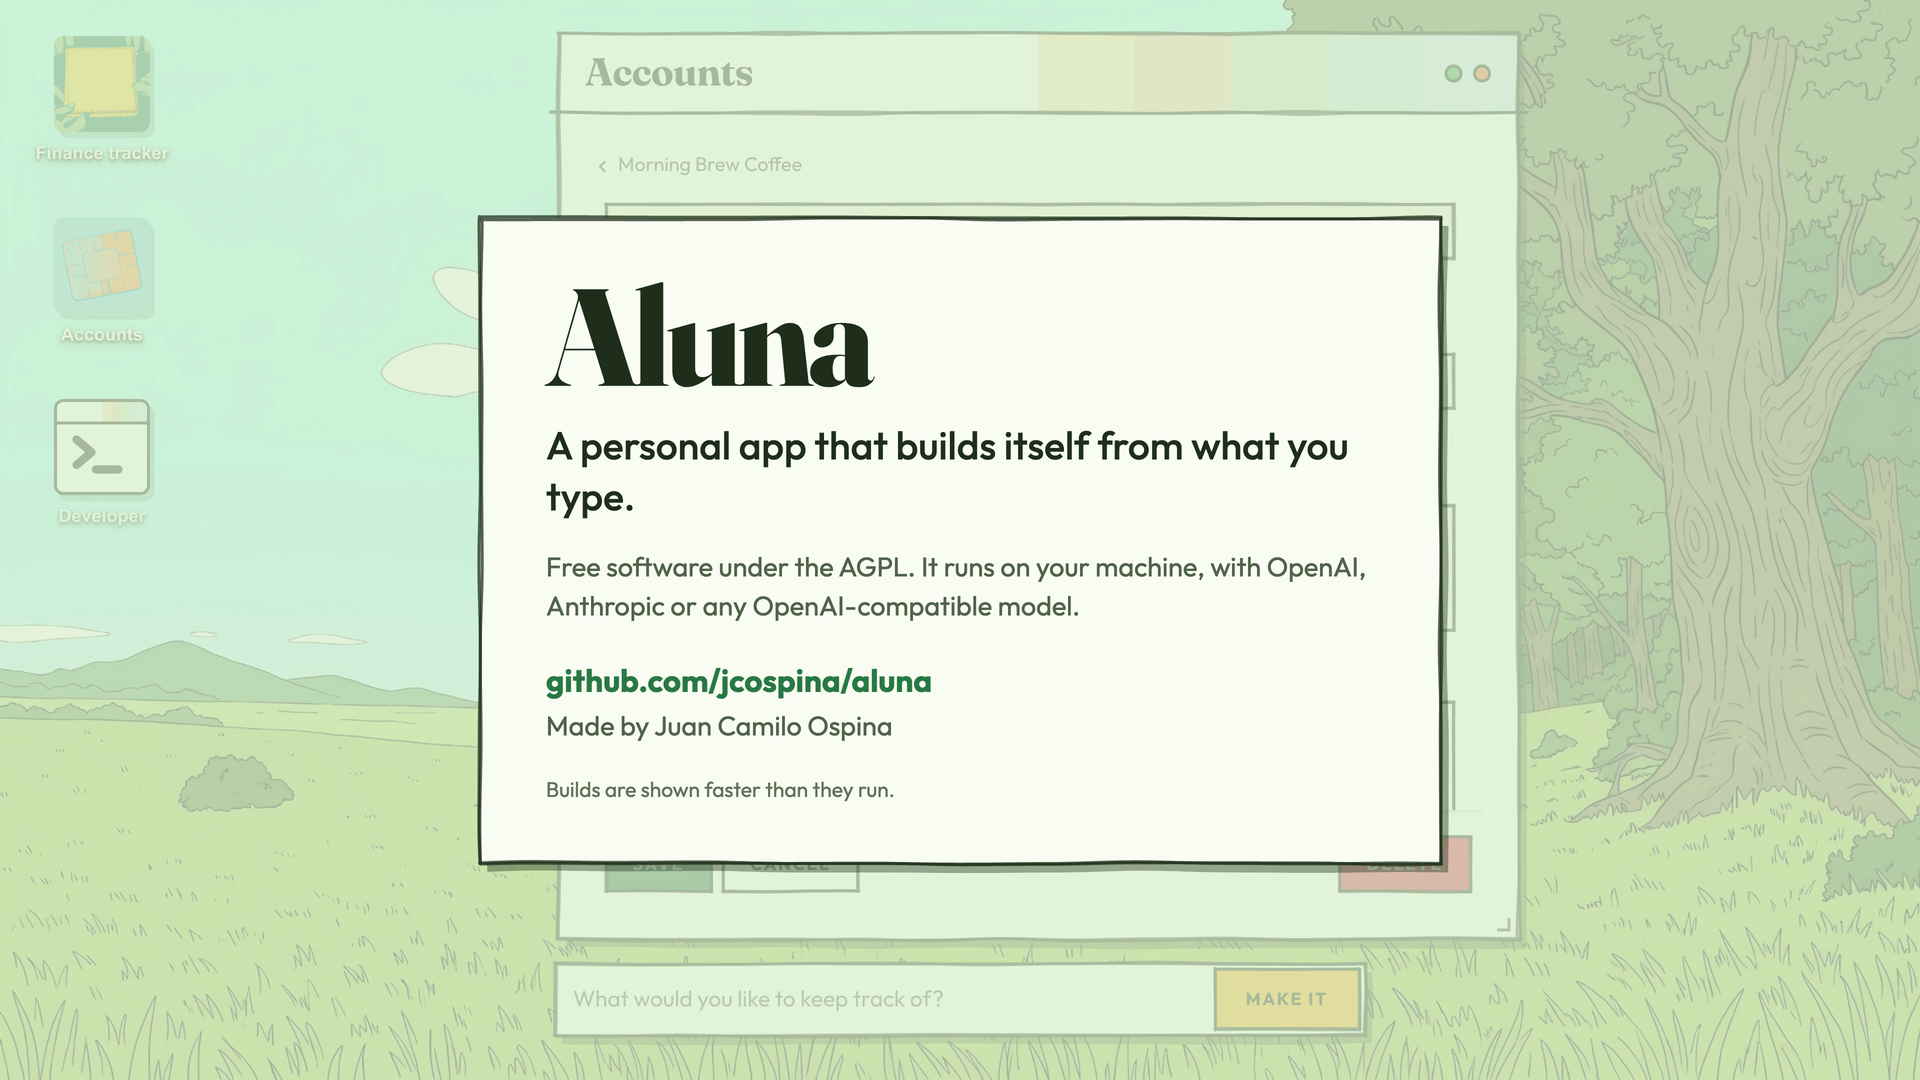 Finance tracker
Accounts
Developer
Accounts
Morning Brew Coffee
Aluna
A personal app that builds itself from what you
type.
Free software under the AGPL. It runs on your machine, with OpenAI,
Anthropic or any OpenAI-compatible model.
github.com/jcospina/aluna
Made by Juan Camilo Ospina
Builds are shown faster than they run.
SAVE
CANCEL
DELETE
What would you like to keep track of?
MAKE IT